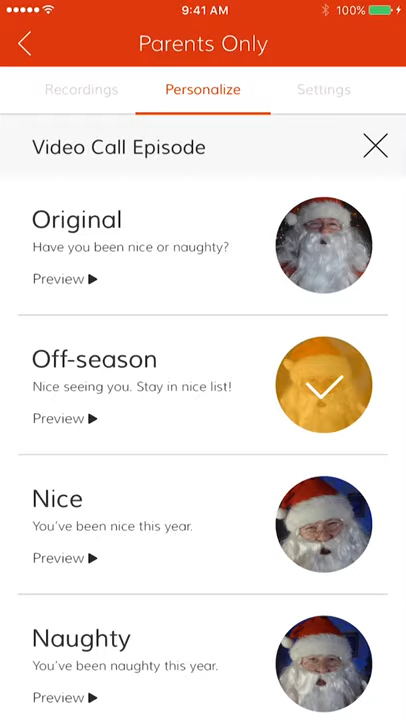 9:41 AM
100%
Parents Only
Recordings
Personalize
Settings
Video Call Episode
Original
Have you been nice or naughty?
Preview
Off-season
Nice seeing you. Stay in nice list!
Preview
Nice
You've been nice this year.
Preview
Naughty
You've been naughty this year.
Preview